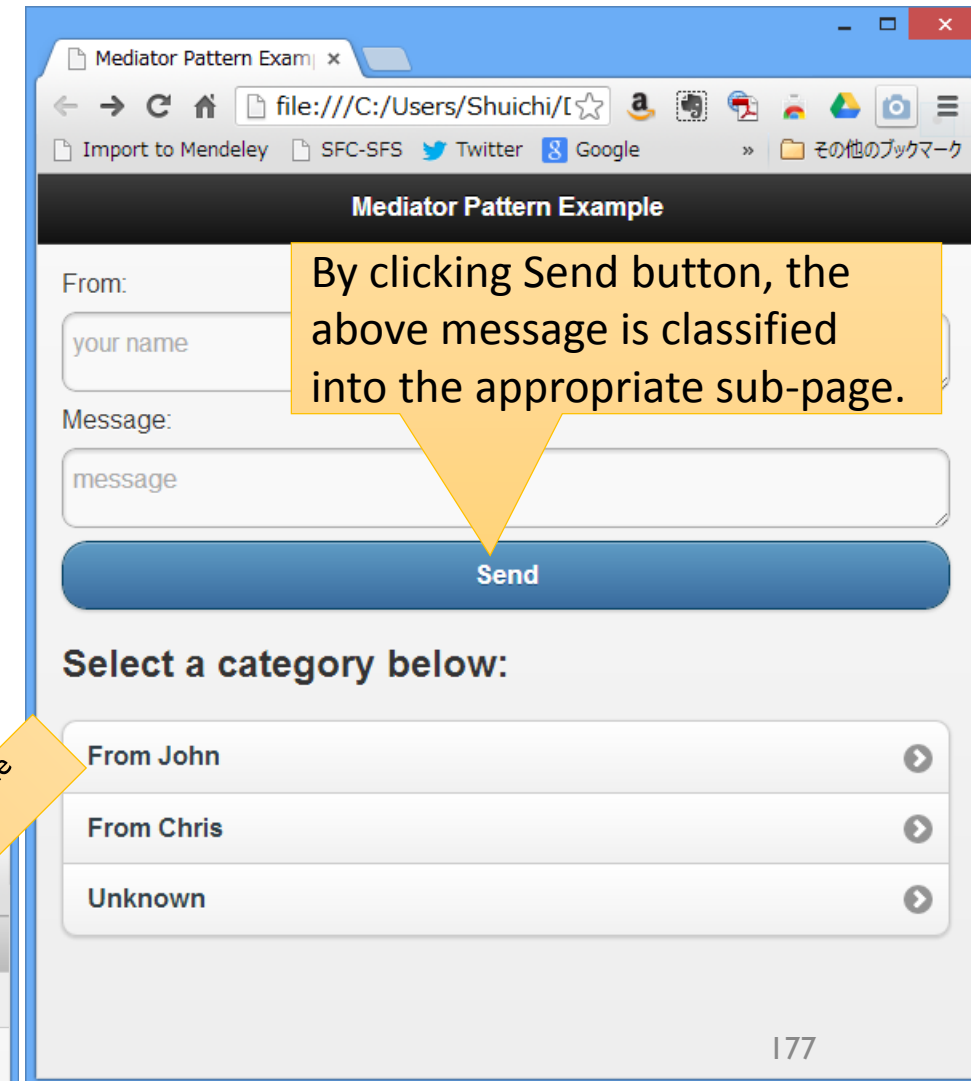 Mediator Pattern Exam
file:///C:/Users/Shuichi/
Import to Mendeley SFC-SFS Twitter Google » その他のブックマーク
Mediator Pattern Example
From:
your name
By clicking Send button, the
above message is classified
into the appropriate sub-page.
Message:
message
Send
Select a category below:
From John
From Chris
Unknown
177